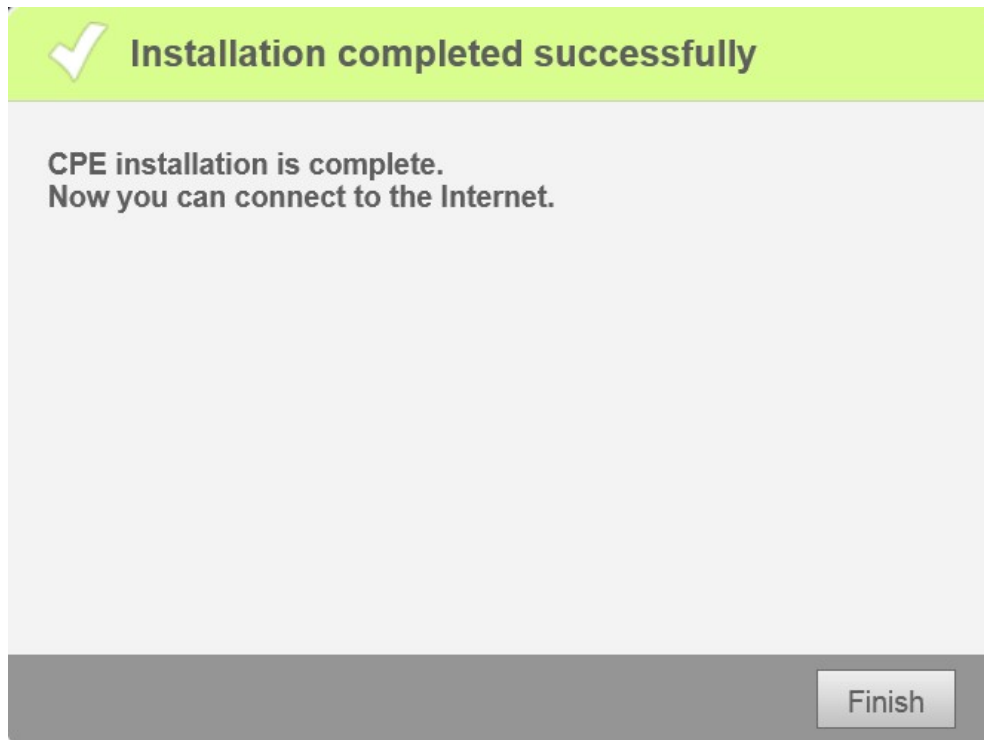 Installation completed successfully
CPE installation is complete.
Now you can connect to the Internet.
Finish